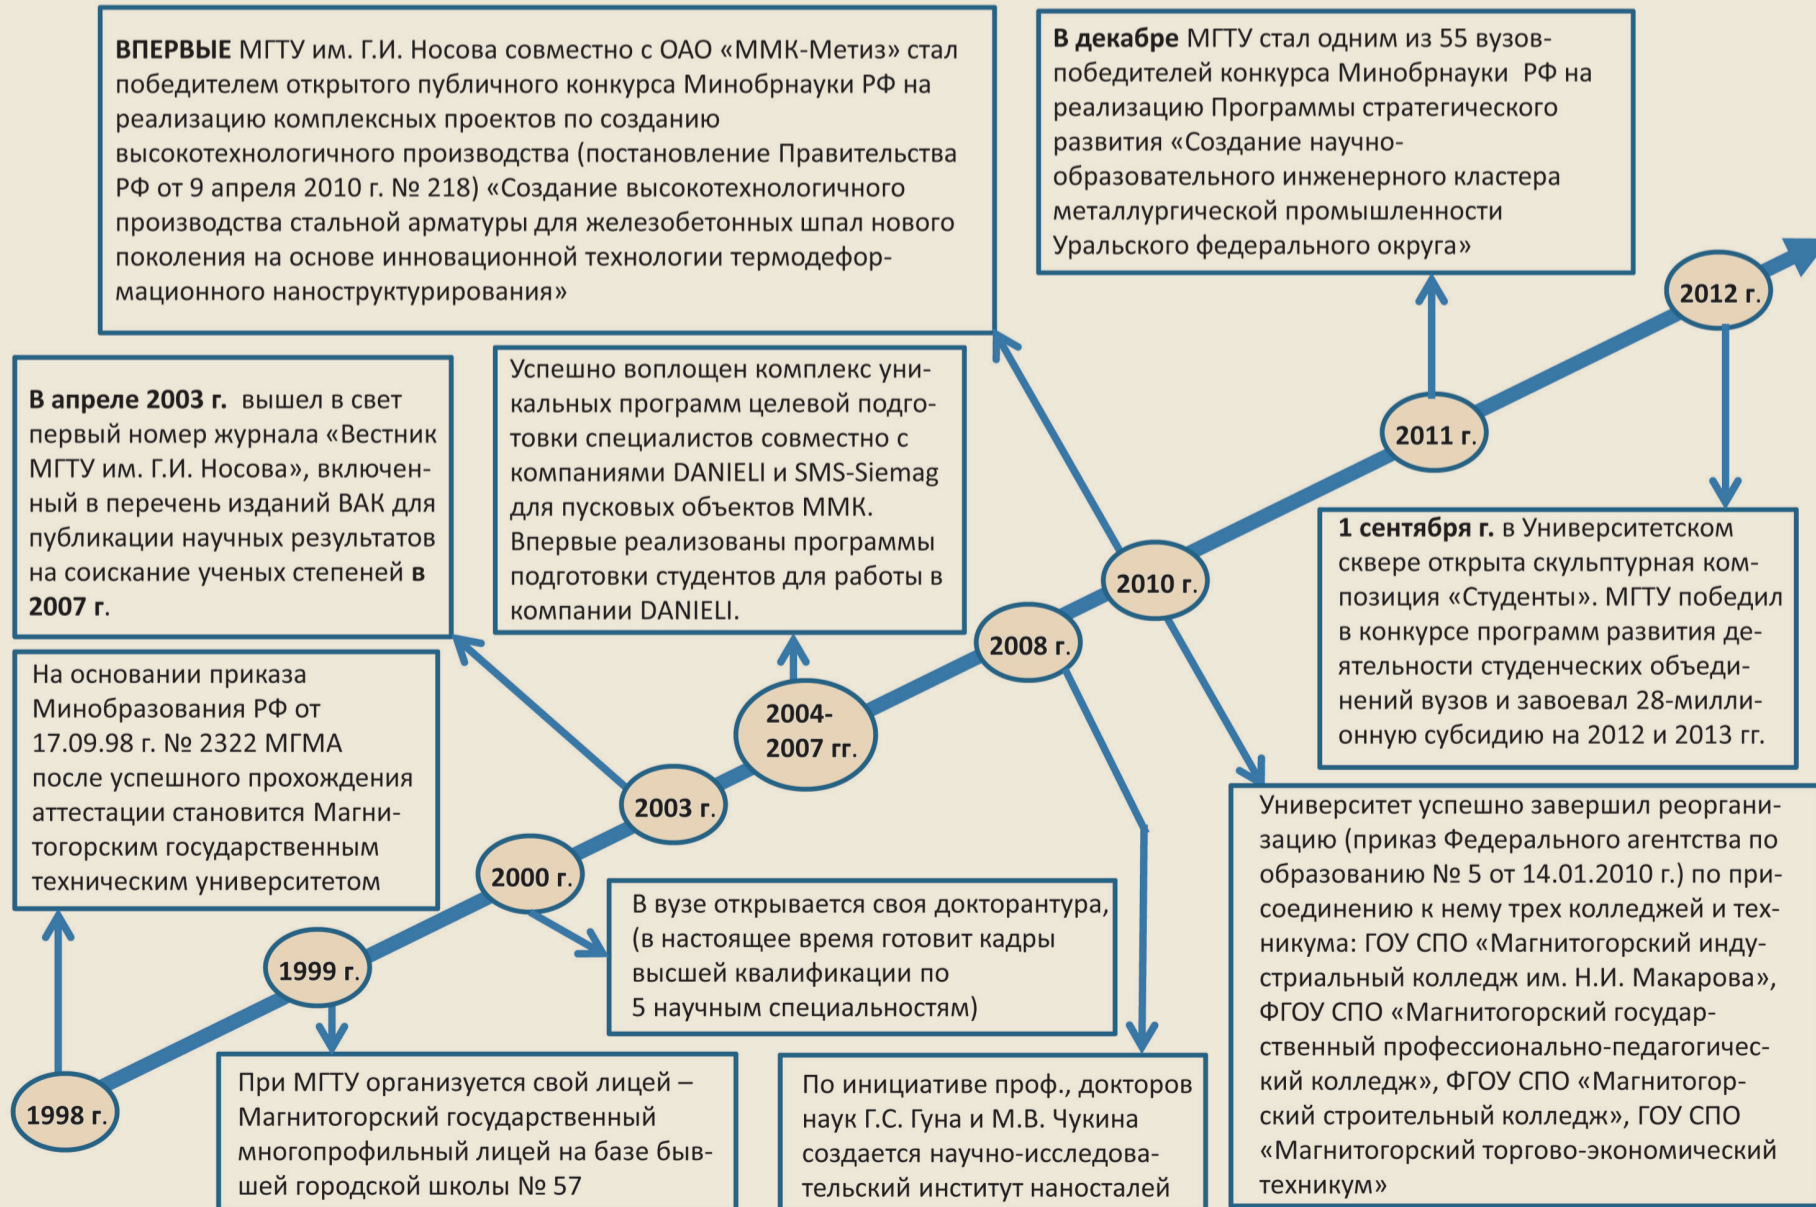 ВПЕРВЫЕ МГТУ им. Г.И. Носова совместно с ОАО «ММК-Метиз» стал
победителем открытого публичного конкурса Минобрнауки РФ на
реализацию комплексных проектов по созданию
высокотехнологичного производства (постановление Правительства
РФ от 9 апреля 2010 г. № 218) «Создание высокотехнологичного
производства стальной арматуры для железобетонных шпал нового
поколения на основе инновационной технологии термодефор-
мационного наноструктурирования»
В декабре МГТУ стал одним из 55 вузов-
победителей конкурса Минобрнауки РФ на
реализацию Программы стратегического
развития «Создание научно-
образовательного инженерного кластера
металлургической промышленности
Уральского федерального округа»
2012 г.
В апреле 2003 г. вышел в свет
первый номер журнала «Вестник
МГТУ им. Г.И. Носова», включен-
ный в перечень изданий ВАК для
публикации научных результатов
на соискание ученых степеней в
2007 г.
Успешно воплощен комплекс уни-
кальных программ целевой подго-
товки специалистов совместно с
компаниями DANIELI и SMS-Siemag
для пусковых объектов ММК.
Впервые реализованы программы
подготовки студентов для работы в
компании DANIELI.
2011 г.
1 сентября г. в Университетском
сквере открыта скульптурная ком-
позиция «Студенты». МГТУ победил
в конкурсе программ развития де-
ятельности студенческих объеди-
нений вузов и завоевал 28-милли-
онную субсидию на 2012 и 2013 гг.
2010 г.
2008 г.
На основании приказа
Минобразования РФ от
17.09.98 г. № 2322 МГМА
после успешного прохождения
аттестации становится Магни-
тогорским государственным
техническим университетом
2004-
2007 гг.
2003 г.
2000 г.
Университет успешно завершил реоргани-
зацию (приказ Федерального агентства по
образованию № 5 от 14.01.2010 г.) по при-
соединению к нему трех колледжей и тех-
никума: ГОУ СПО «Магнитогорский инду-
стриальный колледж им. Н.И. Макарова»,
ФГОУ СПО «Магнитогорский государ-
ственный профессионально-педагогичес-
кий колледж», ФГОУ СПО «Магнитогор-
ский строительный колледж», ГОУ СПО
«Магнитогорский торгово-экономический
техникум»
В вузе открывается своя докторантура,
(в настоящее время готовит кадры
высшей квалификации по
5 научным специальностям)
1999 г.
1998 г.
При МГТУ организуется свой лицей –
Магнитогорский государственный
многопрофильный лицей на базе быв-
шей городской школы № 57
По инициативе проф., докторов
наук Г.С. Гуна и М.В. Чукина
создается научно-исследова-
тельский институт наносталей